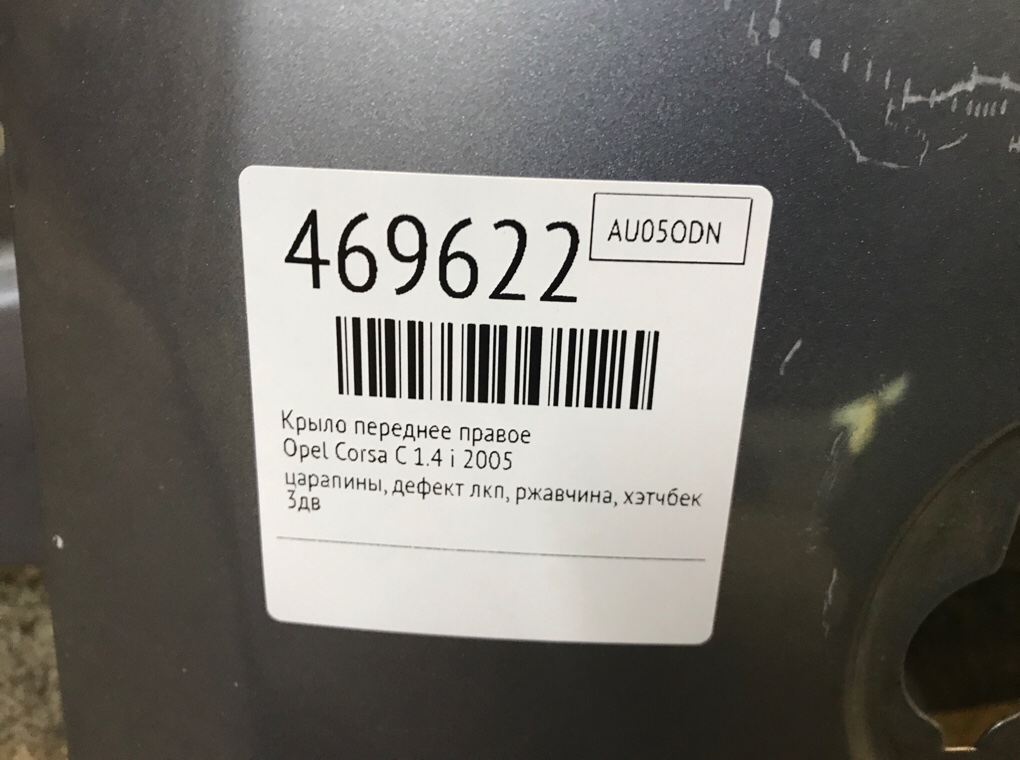 469622
AU05ODN
Крыло переднее правое
Opel Corsa C 1.4 i 2005
царапины, дефект лкп, ржавчина, хэтчбек
3дв